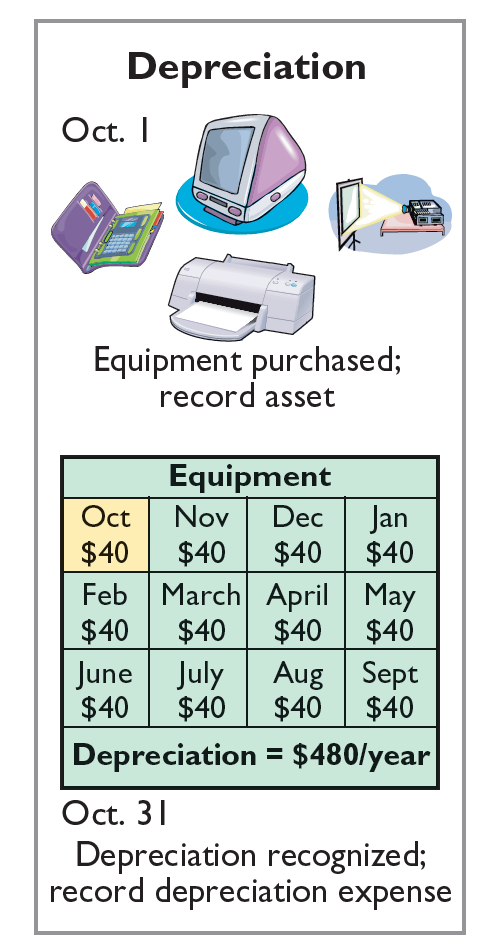 Depreciation
Oct. 1
Equipment purchased;
record asset
Equipment
Oct Nov Dec Jan
$40 $40 $40 $40
Feb March April May
$40 $40 $40 $40
June July Aug Sept
$40 $40 $40 $40
Depreciation = $480/year
Oct. 31
Depreciation recognized;
record depreciation expense